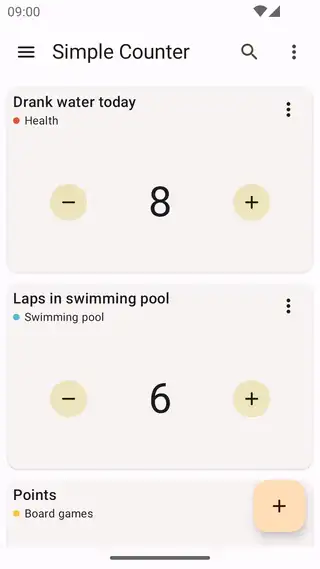 09:00
Simple Counter
Drank water today
Health
8
Laps in swimming pool
Swimming pool
6
Points
Board games